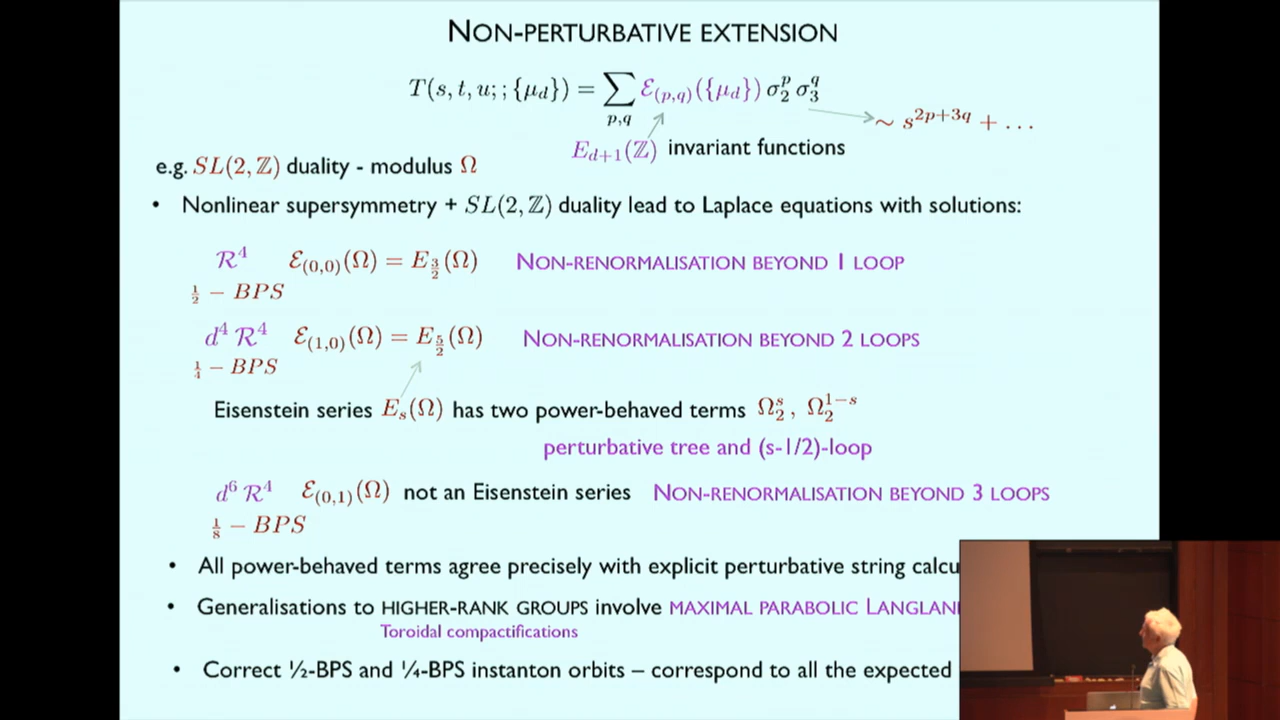 NON-PERTURBATIVE EXTENSION
T(s, t, u; ; {μ_d}) = ∑_{p,q} ℰ_{(p,q)}({μ_d}) σ_2^p σ_3^q
∼ s^{2p+3q} + . . .
E_{d+1}(ℤ) invariant functions
e.g. SL(2, ℤ) duality - modulus Ω
• Nonlinear supersymmetry + SL(2, ℤ) duality lead to Laplace equations with solutions:
ℛ^4 ℰ_{(0,0)}(Ω) = E_{3/2}(Ω) NON-RENORMALISATION BEYOND 1 LOOP
1/2 − BPS
d^4 ℛ^4 ℰ_{(1,0)}(Ω) = E_{5/2}(Ω) NON-RENORMALISATION BEYOND 2 LOOPS
1/4 − BPS
Eisenstein series E_s(Ω) has two power-behaved terms Ω_2^s , Ω_2^{1−s}
perturbative tree and (s-1/2)-loop
d^6 ℛ^4 ℰ_{(0,1)}(Ω) not an Eisenstein series NON-RENORMALISATION BEYOND 3 LOOPS
1/8 − BPS
• All power-behaved terms agree precisely with explicit perturbative string
• Generalisations to HIGHER-RANK GROUPS involve MAXIMAL PARABOLIC
Toroidal compactifications
• Correct ½-BPS and ¼-BPS instanton orbits – correspond to all the expected